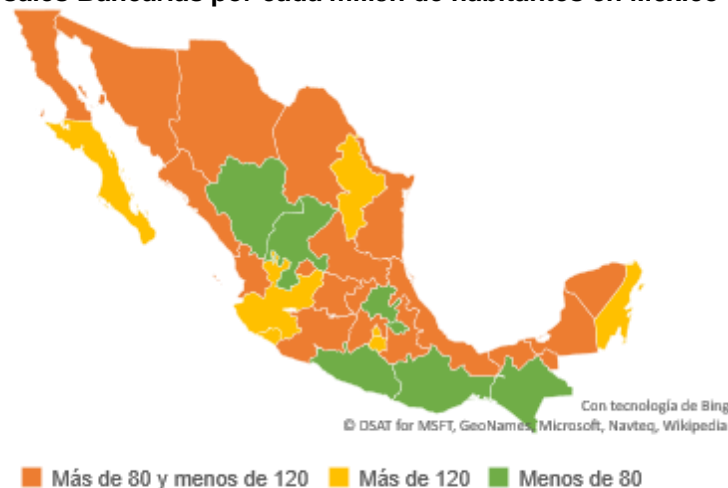 por cada millón de habitantes en México
Con tecnología de Bing
© DSAT for MSFT, GeoNames, Microsoft, Navteq, Wikipedia
Más de 80 y menos de 120 Más de 120 Menos de 80